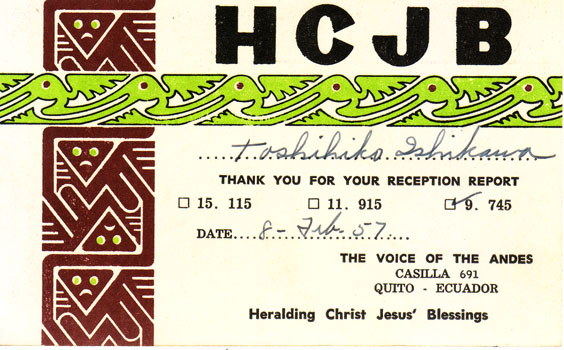 HCJB
Toshihiko Ishikawa
THANK YOU FOR YOUR RECEPTION REPORT
☐ 15. 115 ☐ 11. 915 ☑ 9. 745
DATE....8-Feb.57....
THE VOICE OF THE ANDES
CASILLA 691
QUITO - ECUADOR
Heralding Christ Jesus' Blessings